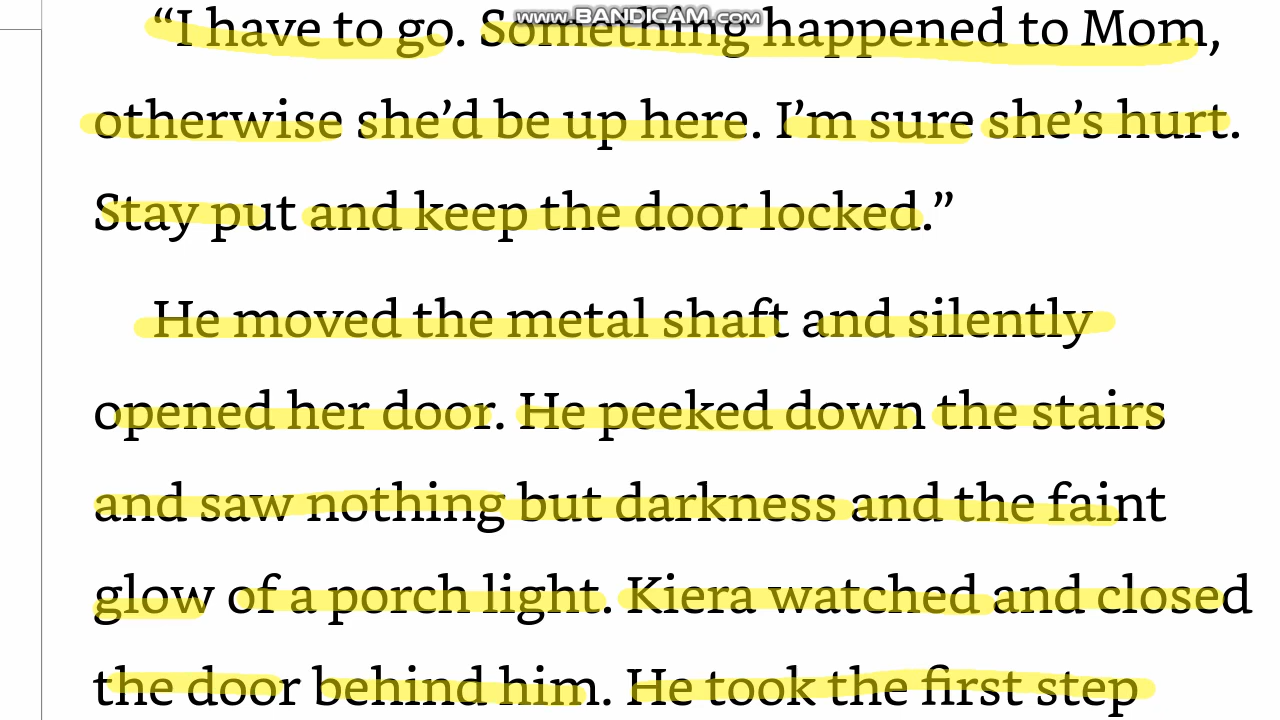 www.BANDICAM.com
“I have to go. Something happened to Mom,
otherwise she’d be up here. I’m sure she’s hurt.
Stay put and keep the door locked.”
He moved the metal shaft and silently
opened her door. He peeked down the stairs
and saw nothing but darkness and the faint
glow of a porch light. Kiera watched and closed
the door behind him. He took the first step